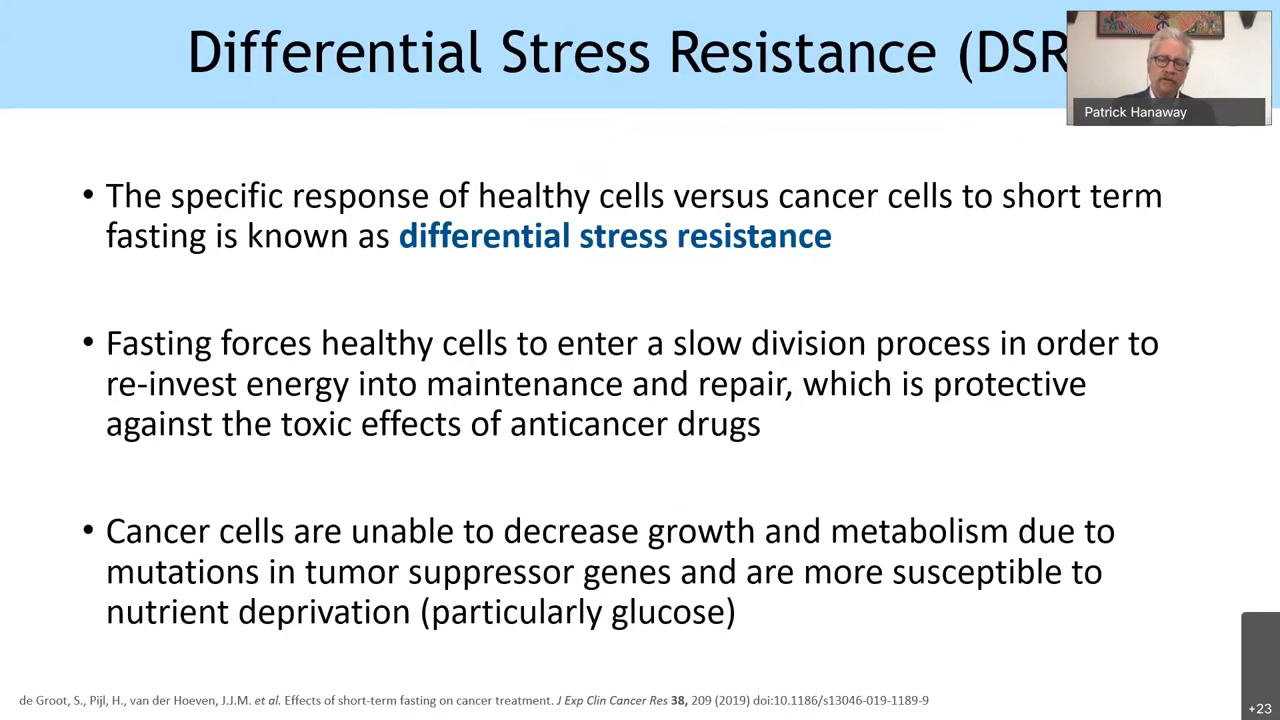 Differential Stress Resistance (DSR
Patrick Hanaway
• The specific response of healthy cells versus cancer cells to short term
fasting is known as differential stress resistance
• Fasting forces healthy cells to enter a slow division process in order to
re-invest energy into maintenance and repair, which is protective
against the toxic effects of anticancer drugs
• Cancer cells are unable to decrease growth and metabolism due to
mutations in tumor suppressor genes and are more susceptible to
nutrient deprivation (particularly glucose)
de Groot, S., Pijl, H., van der Hoeven, J.J.M. et al. Effects of short-term fasting on cancer treatment. J Exp Clin Cancer Res 38, 209 (2019) doi:10.1186/s13046-019-1189-9
+23